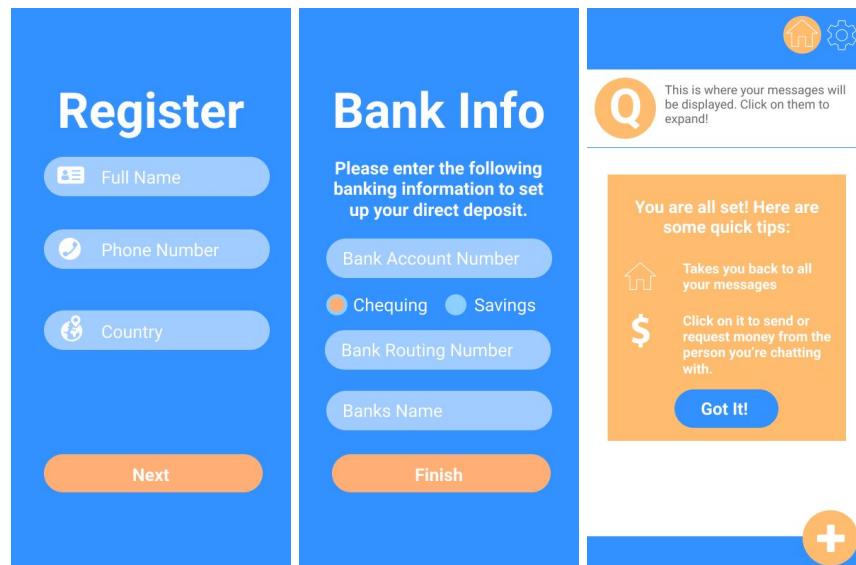 Register
Full Name
Phone Number
Country
Next
Bank Info
Please enter the following
banking information to set
up your direct deposit.
Bank Account Number
Chequing Savings
Bank Routing Number
Banks Name
Finish
Q
This is where your messages will
be displayed. Click on them to
expand!
You are all set! Here are
some quick tips:
Takes you back to all
your messages
$
Click on it to send or
request money from the
person you’re chatting
with.
Got It!